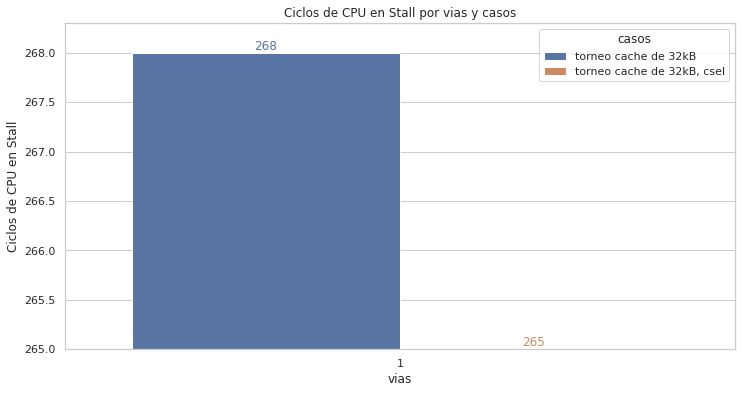 Ciclos de CPU en Stall por vias y casos
casos
torneo cache de 32kB
torneo cache de 32kB, csel
268
265
268.0
267.5
267.0
266.5
266.0
265.5
265.0
Ciclos de CPU en Stall
1
vias